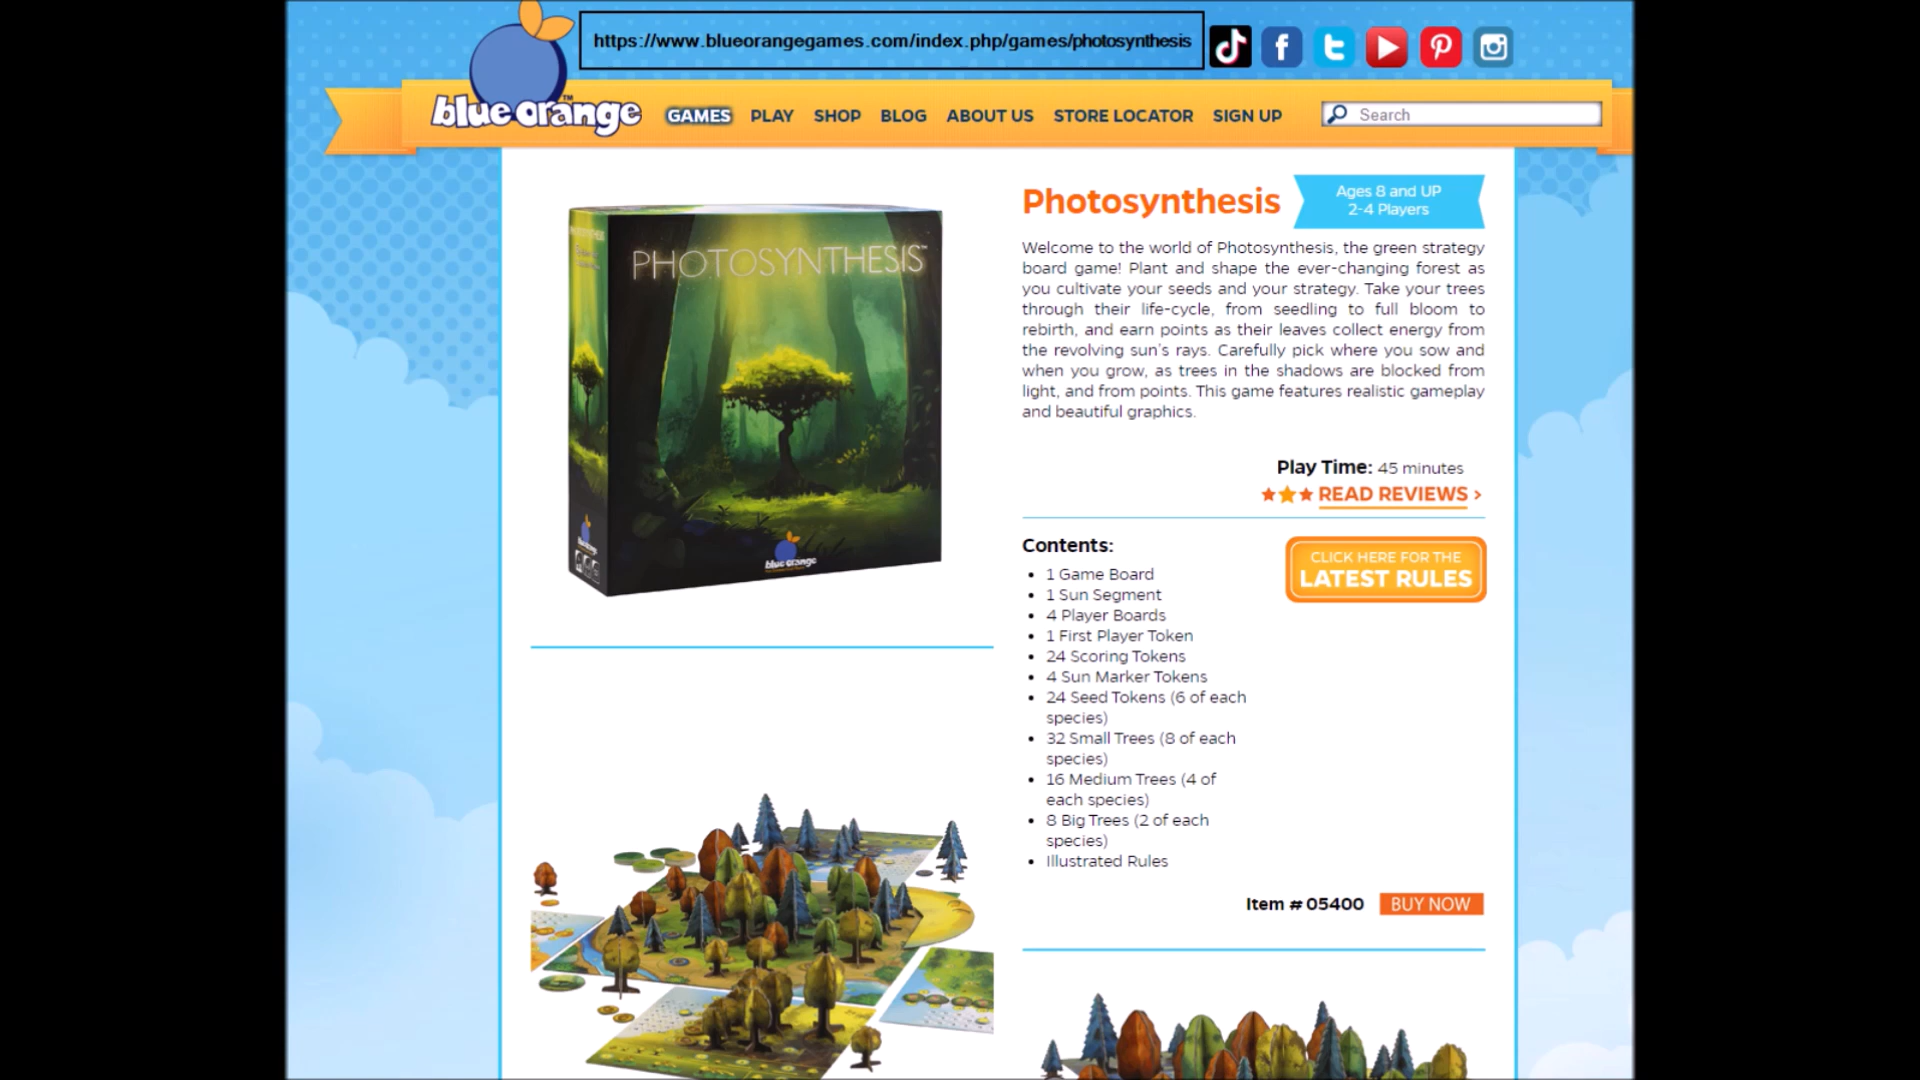 https://www.blueorangegames.com/index.php/games/photosynthesis
blue orange™
GAMES PLAY SHOP BLOG ABOUT US STORE LOCATOR SIGN UP
Search
PHOTOSYNTHESIS™
blue orange
Photosynthesis
Ages 8 and UP
2-4 Players
Welcome to the world of Photosynthesis, the green strategy
board game! Plant and shape the ever-changing forest as
you cultivate your seeds and your strategy. Take your trees
through their life-cycle, from seedling to full bloom to
rebirth, and earn points as their leaves collect energy from
the revolving sun's rays. Carefully pick where you sow and
when you grow, as trees in the shadows are blocked from
light, and from points. This game features realistic gameplay
and beautiful graphics.
Play Time: 45 minutes
READ REVIEWS >
Contents:
CLICK HERE FOR THE
LATEST RULES
• 1 Game Board
• 1 Sun Segment
• 4 Player Boards
• 1 First Player Token
• 24 Scoring Tokens
• 4 Sun Marker Tokens
• 24 Seed Tokens (6 of each
species)
• 32 Small Trees (8 of each
species)
• 16 Medium Trees (4 of
each species)
• 8 Big Trees (2 of each
species)
• Illustrated Rules
Item # 05400 BUY NOW